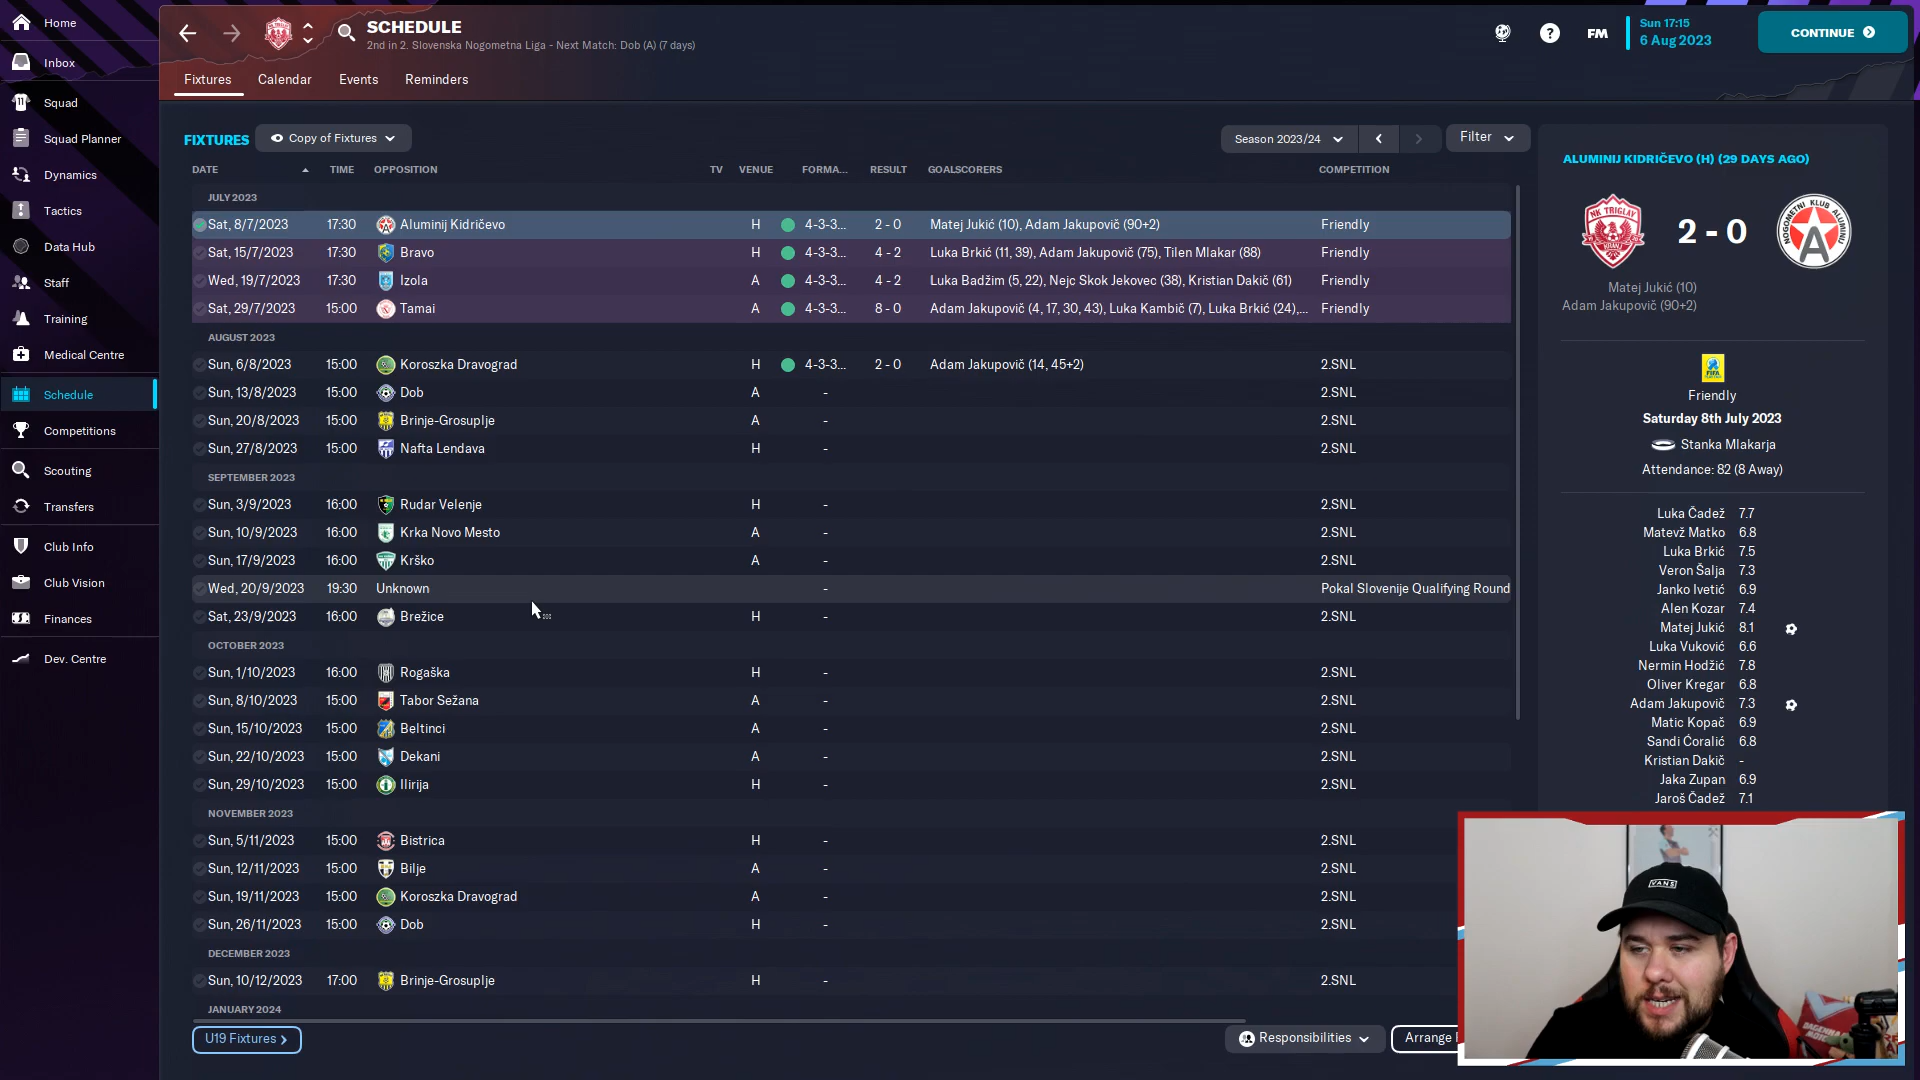 Home
Inbox
Squad
Squad Planner
Dynamics
Tactics
Data Hub
Staff
Training
Medical Centre
Schedule
Competitions
Scouting
Transfers
Club Info
Club Vision
Finances
Dev. Centre
SCHEDULE
2nd in 2. Slovenska Nogometna Liga - Next Match: Dob (A) (7 days)
FM
Sun 17:15
6 Aug 2023
CONTINUE
Fixtures Calendar Events Reminders
FIXTURES Copy of Fixtures Season 2023/24 Filter
DATE TIME OPPOSITION TV VENUE FORMA... RESULT GOALSCORERS COMPETITION
JULY 2023
Sat, 8/7/2023 17:30 Aluminij Kidričevo H 4-3-3... 2 - 0 Matej Jukić (10), Adam Jakupovič (90+2) Friendly
Sat, 15/7/2023 17:30 Bravo H 4-3-3... 4 - 2 Luka Brkić (11, 39), Adam Jakupovič (75), Tilen Mlakar (88) Friendly
Wed, 19/7/2023 17:30 Izola A 4-3-3... 4 - 2 Luka Badžim (5, 22), Nejc Skok Jekovec (38), Kristian Dakič (61) Friendly
Sat, 29/7/2023 15:00 Tamai A 4-3-3... 8 - 0 Adam Jakupovič (4, 17, 30, 43), Luka Kambič (7), Luka Brkić (24),... Friendly
AUGUST 2023
Sun, 6/8/2023 15:00 Koroszka Dravograd H 4-3-3... 2 - 0 Adam Jakupovič (14, 45+2) 2.SNL
Sun, 13/8/2023 15:00 Dob A - 2.SNL
Sun, 20/8/2023 15:00 Brinje-Grosuplje A - 2.SNL
Sun, 27/8/2023 15:00 Nafta Lendava H - 2.SNL
SEPTEMBER 2023
Sun, 3/9/2023 16:00 Rudar Velenje H - 2.SNL
Sun, 10/9/2023 16:00 Krka Novo Mesto A - 2.SNL
Sun, 17/9/2023 16:00 Krško A - 2.SNL
Wed, 20/9/2023 19:30 Unknown - Pokal Slovenije Qualifying Round
Sat, 23/9/2023 16:00 Brežice H - 2.SNL
OCTOBER 2023
Sun, 1/10/2023 16:00 Rogaška H - 2.SNL
Sun, 8/10/2023 15:00 Tabor Sežana A - 2.SNL
Sun, 15/10/2023 15:00 Beltinci A - 2.SNL
Sun, 22/10/2023 15:00 Dekani A - 2.SNL
Sun, 29/10/2023 15:00 Ilirija H - 2.SNL
NOVEMBER 2023
Sun, 5/11/2023 15:00 Bistrica H - 2.SNL
Sun, 12/11/2023 15:00 Bilje A - 2.SNL
Sun, 19/11/2023 15:00 Koroszka Dravograd A - 2.SNL
Sun, 26/11/2023 15:00 Dob H - 2.SNL
DECEMBER 2023
Sun, 10/12/2023 17:00 Brinje-Grosuplje H - 2.SNL
JANUARY 2024
U19 Fixtures Responsibilities Arrange
ALUMINIJ KIDRIČEVO (H) (29 DAYS AGO)
NK TRIGLAV
KRANJ
2 - 0
NOGOMETNI KLUB ALUMINIJ
A
Matej Jukić (10)
Adam Jakupovič (90+2)
FIFA
Friendly
Saturday 8th July 2023
Stanka Mlakarja
Attendance: 82 (8 Away)
Luka Čadež 7.7
Matevž Matko 6.8
Luka Brkić 7.5
Veron Šalja 7.3
Janko Ivetić 6.9
Alen Kozar 7.4
Matej Jukić 8.1
Luka Vuković 6.6
Nermin Hodžić 7.8
Oliver Kregar 6.8
Adam Jakupovič 7.3
Matic Kopač 6.9
Sandi Ćoralić 6.8
Kristian Dakič -
Jaka Zupan 6.9
Jaroš Čadež 7.1
VANS